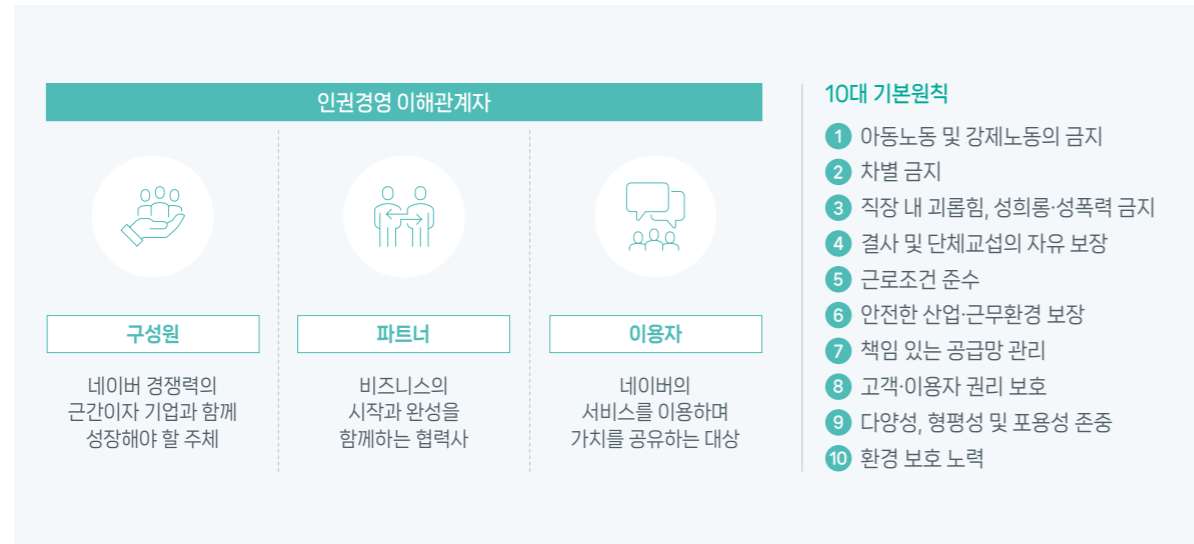 인권경영 이해관계자
구성원
네이버 경쟁력의
근간이자 기업과 함께
성장해야 할 주체
파트너
비즈니스의
시작과 완성을
함께하는 협력사
이용자
네이버의
서비스를 이용하며
가치를 공유하는 대상
10대 기본원칙
1 아동노동 및 강제노동의 금지
2 차별 금지
3 직장 내 괴롭힘, 성희롱·성폭력 금지
4 결사 및 단체교섭의 자유 보장
5 근로조건 준수
6 안전한 산업·근무환경 보장
7 책임 있는 공급망 관리
8 고객·이용자 권리 보호
9 다양성, 형평성 및 포용성 존중
10 환경 보호 노력